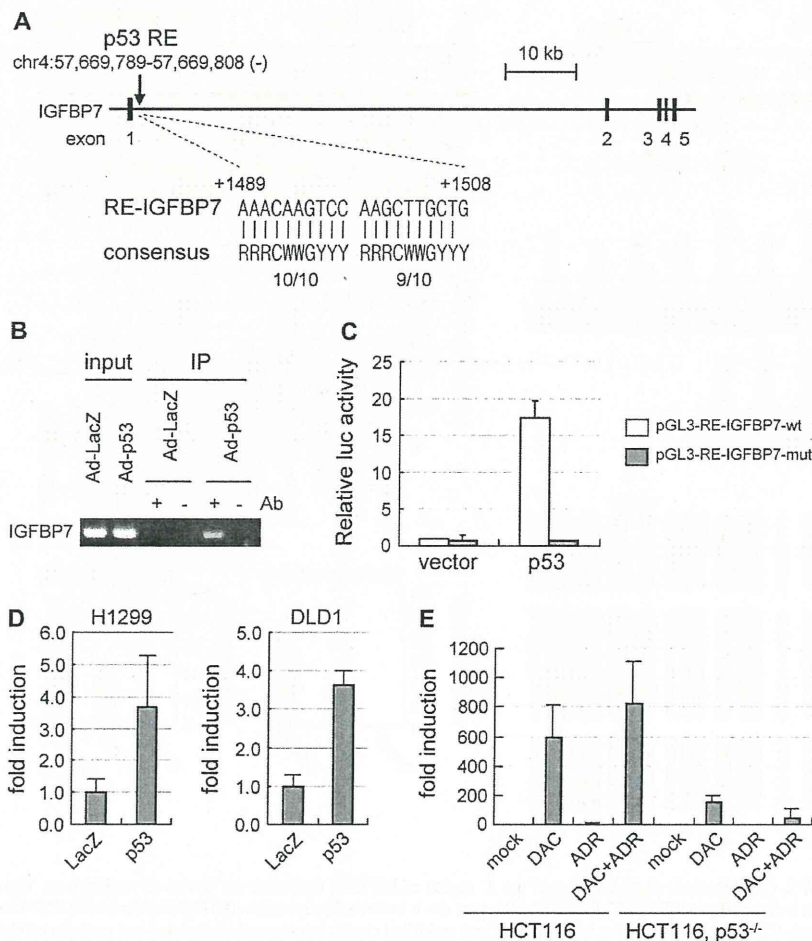 A
p53 RE
chr4:57,669,789-57,669,808 (-)
10 kb
IGFBP7
exon 1 2 3 4 5
+1489 +1508
RE-IGFBP7 AAACAAGTCC AAGCTTGCTG
consensus RRRCWWGYYY RRRCWWGYYY
10/10 9/10
B
input IP
Ad-LacZ Ad-p53 Ad-LacZ Ad-p53
+ - + - Ab
IGFBP7
C
Relative luc activity
25
20
15
10
5
0
vector p53
pGL3-RE-IGFBP7-wt
pGL3-RE-IGFBP7-mut
D
H1299
fold induction
6.0
5.0
4.0
3.0
2.0
1.0
0.0
LacZ p53
DLD1
fold induction
5.0
4.0
3.0
2.0
1.0
0.0
LacZ p53
E
fold induction
1200
1000
800
600
400
200
0
mock DAC ADR DAC+ADR mock DAC ADR DAC+ADR
HCT116 HCT116, p53-/-